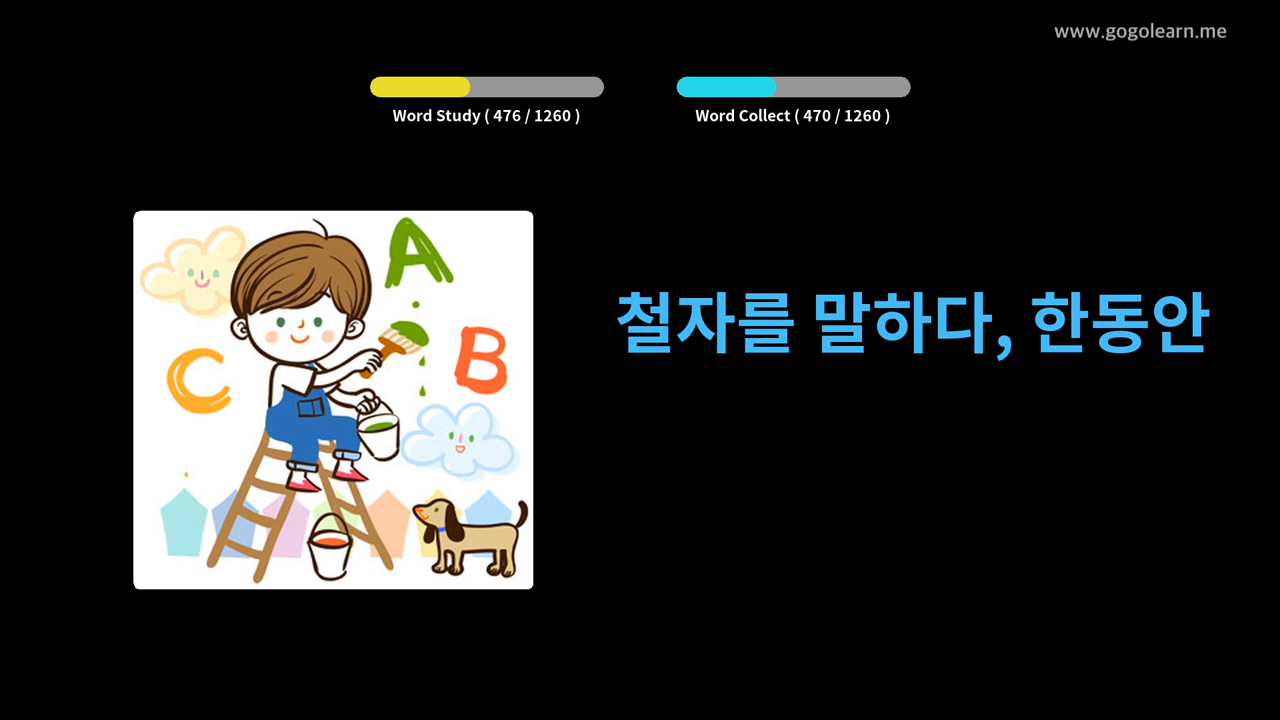 www.gogolearn.me
Word Study ( 476 / 1260 )
Word Collect ( 470 / 1260 )
A
B
C
철자를 말하다, 한동안